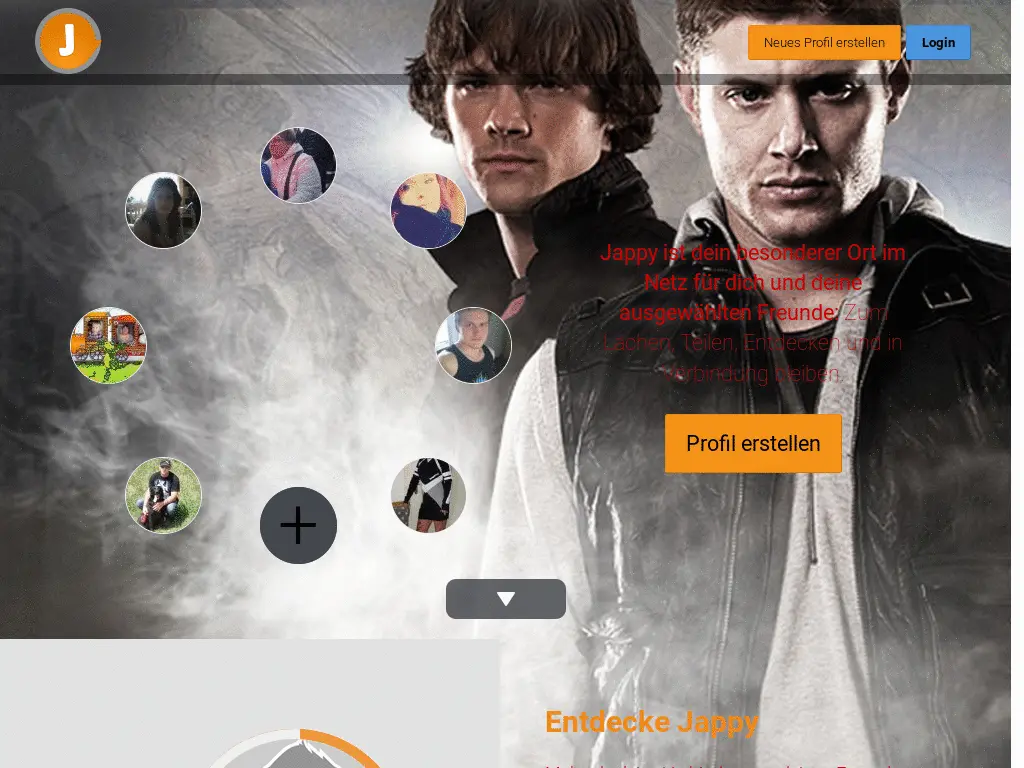 J
Neues Profil erstellen
Login
Jappy ist dein besonderer Ort im
Netz für dich und deine
ausgewählten Freunde: Zum
Lachen, Teilen, Entdecken und in
Verbindung bleiben.
Profil erstellen
Entdecke Jappy